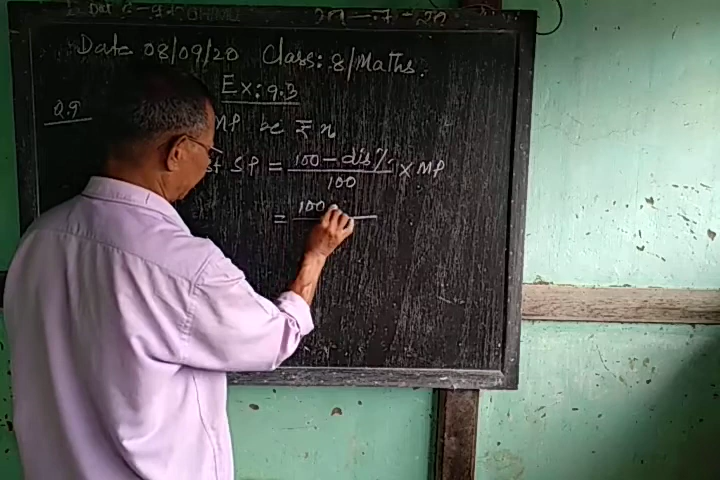 Date 08/09/20 Class: 8/Maths.
Ex: 9.3
Q.9
MP be ₹ x
SP = 100 - dis% / 100 × MP
= 100